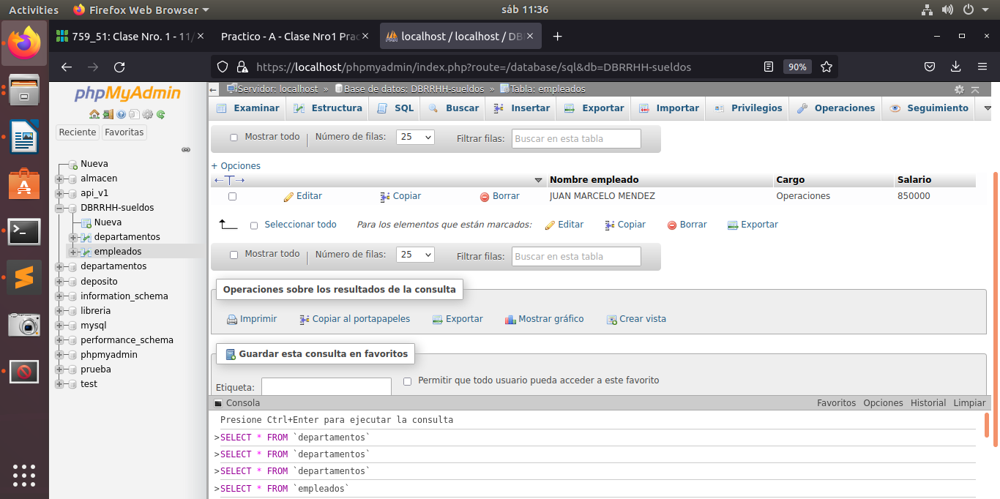 Activities Firefox Web Browser sáb 11:36
759_51: Clase Nro. 1 - 11/ Practico - A - Clase Nro1 Prac localhost / localhost / DB
https://localhost/phpmyadmin/index.php?route=/database/sql&db=DBRRHH-sueldos 90%
phpMyAdmin
Reciente Favoritas
Nueva
almacen
api_v1
DBRRHH-sueldos
Nueva
departamentos
empleados
departamentos
deposito
information_schema
libreria
mysql
performance_schema
phpmyadmin
prueba
test
Servidor: localhost » Base de datos: DBRRHH-sueldos » Tabla: empleados
Examinar Estructura SQL Buscar Insertar Exportar Importar Privilegios Operaciones Seguimiento
Mostrar todo Número de filas: 25 Filtrar filas: Buscar en esta tabla
+ Opciones
Nombre empleado Cargo Salario
Editar Copiar Borrar JUAN MARCELO MENDEZ Operaciones 850000
Seleccionar todo Para los elementos que están marcados: Editar Copiar Borrar Exportar
Mostrar todo Número de filas: 25 Filtrar filas: Buscar en esta tabla
Operaciones sobre los resultados de la consulta
Imprimir Copiar al portapapeles Exportar Mostrar gráfico Crear vista
Guardar esta consulta en favoritos
Etiqueta: Permitir que todo usuario pueda acceder a este favorito
Consola Favoritos Opciones Historial Limpiar
Presione Ctrl+Enter para ejecutar la consulta
>SELECT * FROM `departamentos`
>SELECT * FROM `departamentos`
>SELECT * FROM `departamentos`
>SELECT * FROM `empleados`